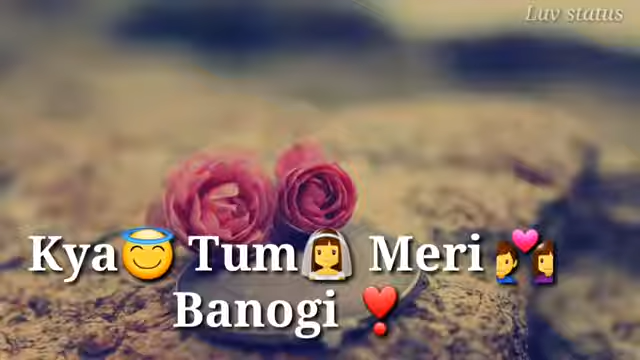 Luv status
Kya😇 Tum👰 Meri 💑
Banogi ❣️